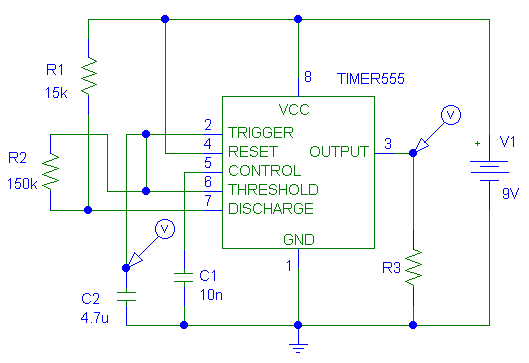 8
TIMER555
R1
15k
VCC
V
2
TRIGGER
3
V1
+
4
RESET
OUTPUT
R2
150k
5
CONTROL
6
THRESHOLD
9V
7
DISCHARGE
V
GND
1
R3
C1
10n
C2
4.7u